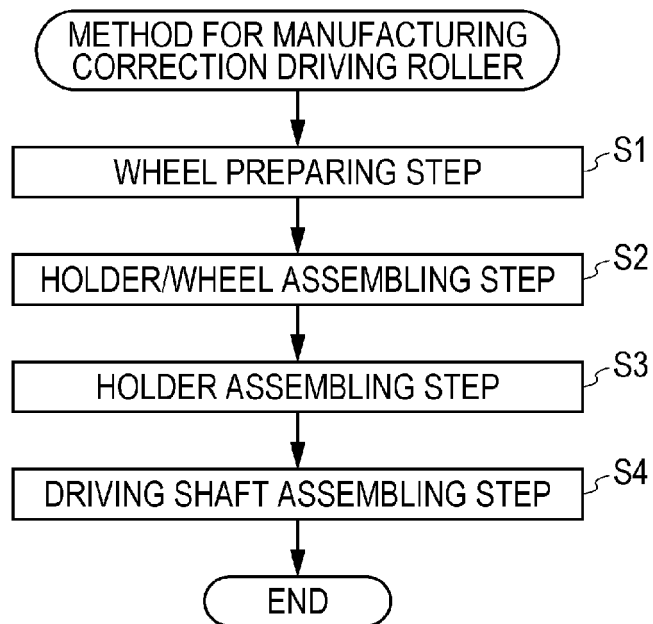 METHOD FOR MANUFACTURING
CORRECTION DRIVING ROLLER
WHEEL PREPARING STEP
S1
HOLDER/WHEEL ASSEMBLING STEP
S2
HOLDER ASSEMBLING STEP
S3
DRIVING SHAFT ASSEMBLING STEP
S4
END